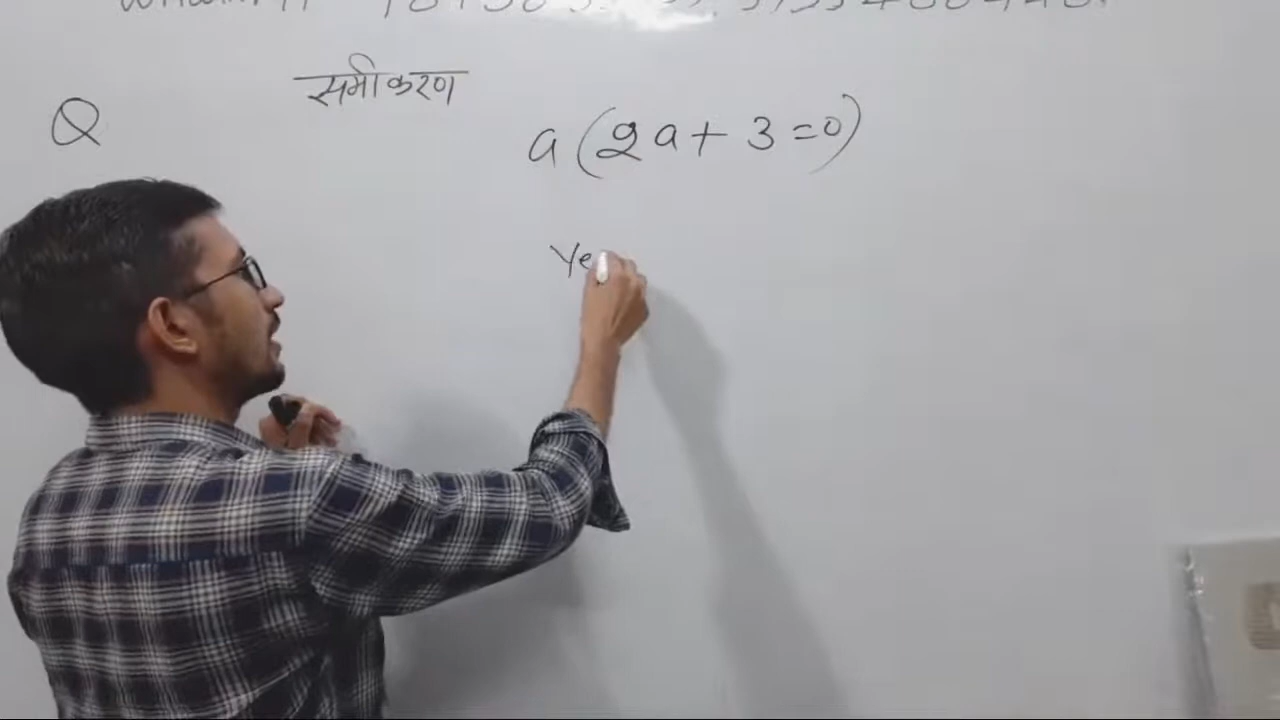 समीकरण
Q
a (2a + 3 = 0)
Ye